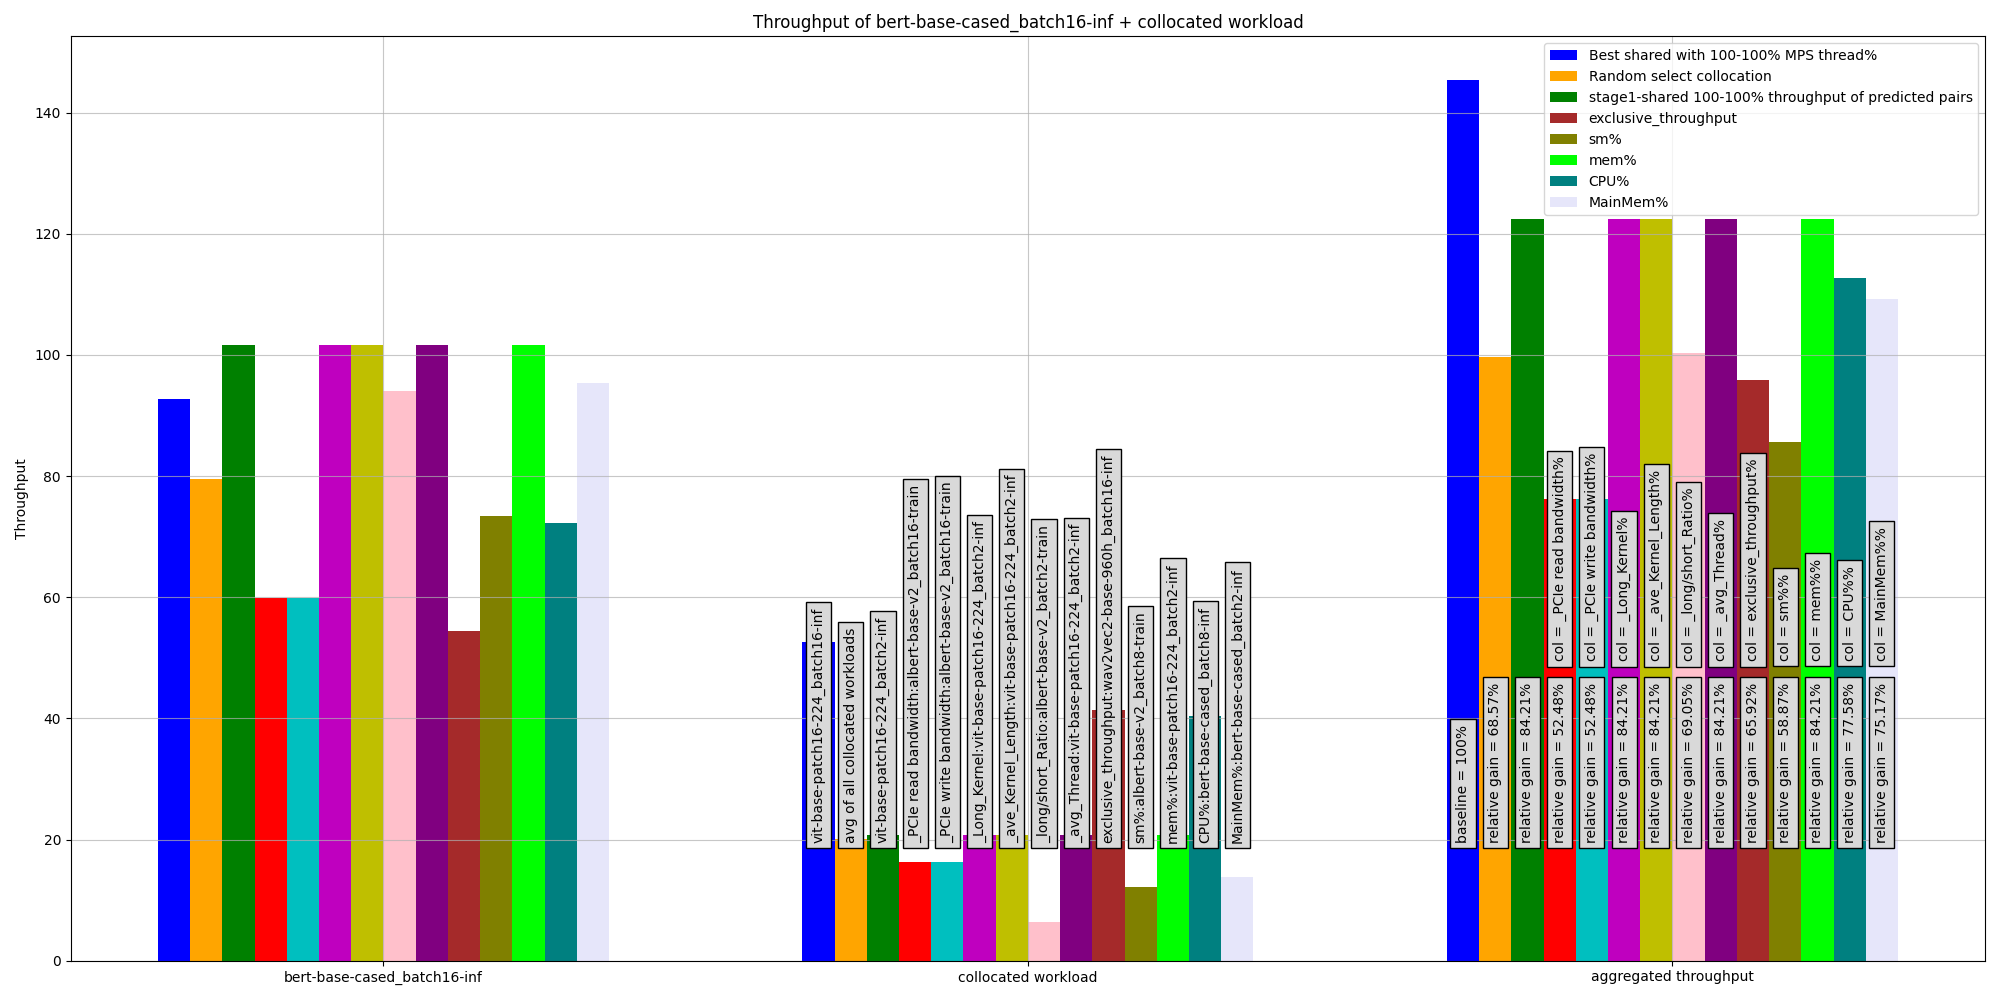 Throughput of bert-base-cased_batch16-inf + collocated workload
Best shared with 100-100% MPS thread%
Random select collocation
stage1-shared 100-100% throughput of predicted pairs
exclusive_throughput
sm%
mem%
CPU%
MainMem%
Throughput
140
120
100
80
60
40
20
0
vit-base-patch16-224_batch16-inf
avg of all collocated workloads
vit-base-patch16-224_batch2-inf
_PCIe read bandwidth:albert-base-v2_batch16-train
_PCIe write bandwidth:albert-base-v2_batch16-train
_Long_Kernel:vit-base-patch16-224_batch2-inf
_ave_Kernel_Length:vit-base-patch16-224_batch2-inf
_long/short_Ratio:albert-base-v2_batch2-train
_avg_Thread:vit-base-patch16-224_batch2-inf
exclusive_throughput:wav2vec2-base-960h_batch16-inf
sm%:albert-base-v2_batch8-train
mem%:vit-base-patch16-224_batch2-inf
CPU%:bert-base-cased_batch8-inf
MainMem%:bert-base-cased_batch2-inf
col = _PCIe read bandwidth%
col = _PCIe write bandwidth%
col = _Long_Kernel%
col = _ave_Kernel_Length%
col = _long/short_Ratio%
col = _avg_Thread%
col = exclusive_throughput%
col = sm%%
col = mem%%
col = CPU%%
col = MainMem%%
baseline = 100%
relative gain = 68.57%
relative gain = 84.21%
relative gain = 52.48%
relative gain = 52.48%
relative gain = 84.21%
relative gain = 84.21%
relative gain = 69.05%
relative gain = 84.21%
relative gain = 65.92%
relative gain = 58.87%
relative gain = 84.21%
relative gain = 77.58%
relative gain = 75.17%
bert-base-cased_batch16-inf
collocated workload
aggregated throughput